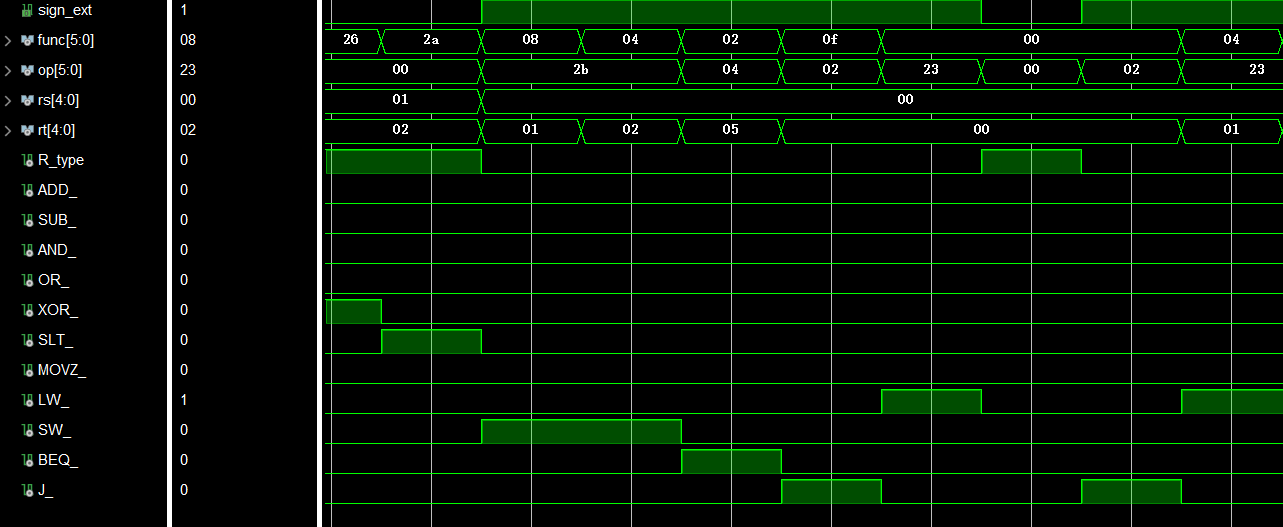 sign_ext 1
func[5:0] 08 26 2a 08 04 02 0f 00 04
op[5:0] 23 00 2b 04 02 23 00 02 23
rs[4:0] 00 01 00
rt[4:0] 02 02 01 02 05 00 01
R_type 0
ADD_ 0
SUB_ 0
AND_ 0
OR_ 0
XOR_ 0
SLT_ 0
MOVZ_ 0
LW_ 1
SW_ 0
BEQ_ 0
J_ 0